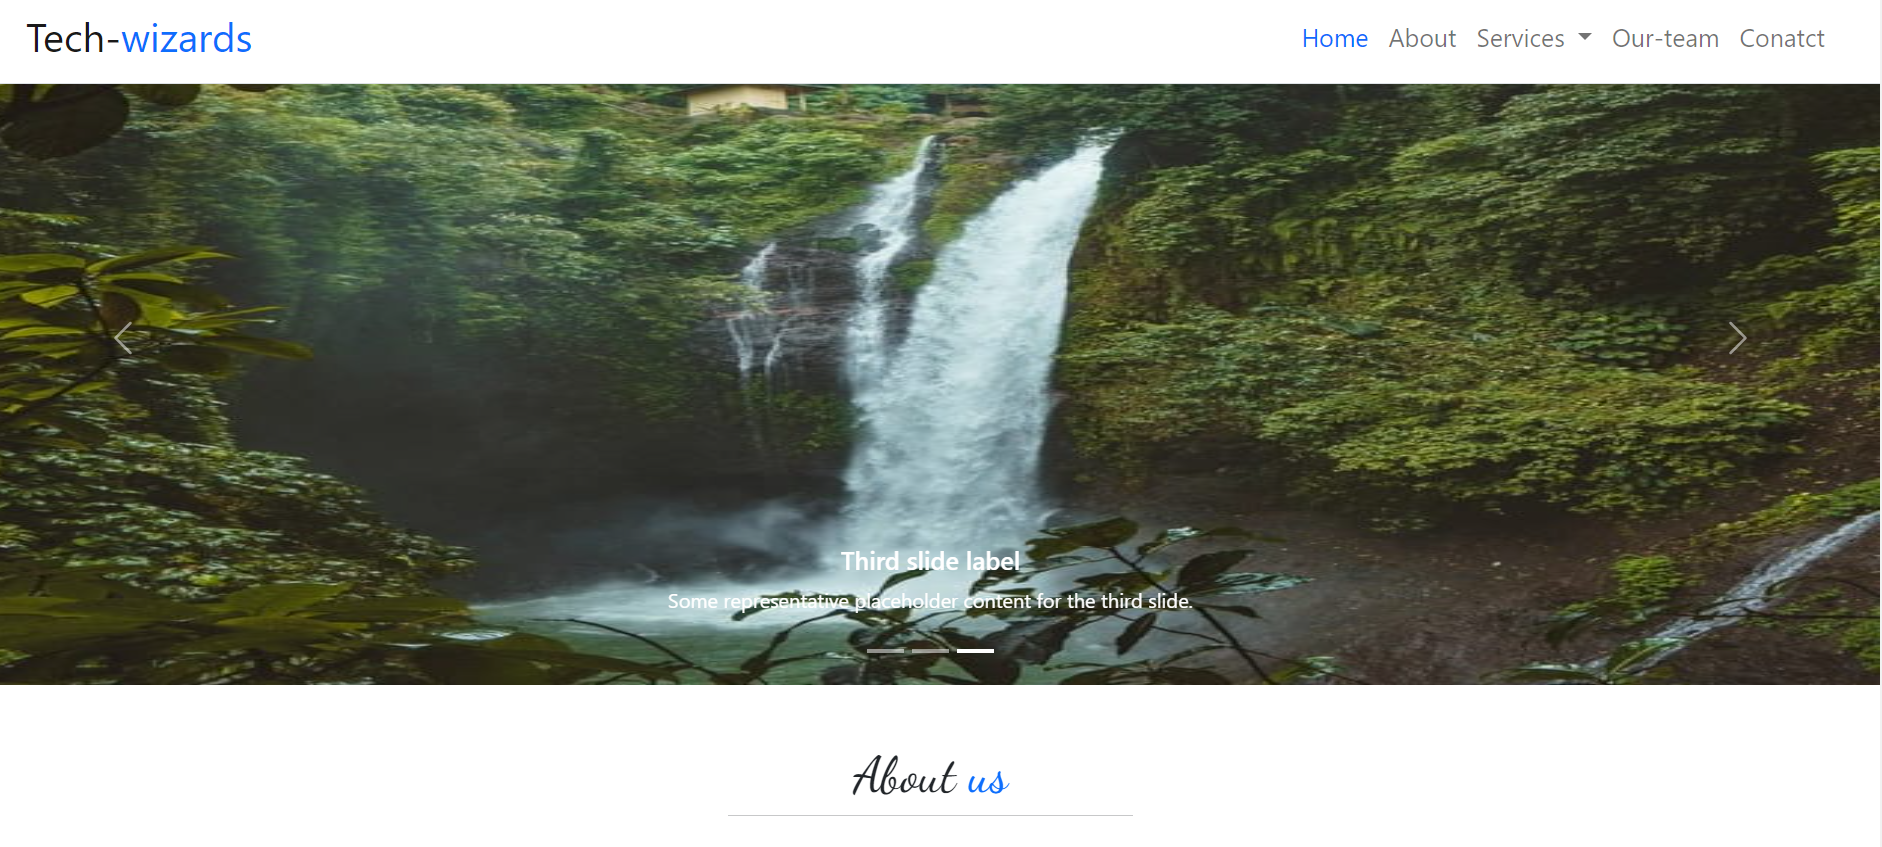 Tech-wizards
Home About Services Our-team Conatct
Third slide label
Some representative placeholder content for the third slide.
About us